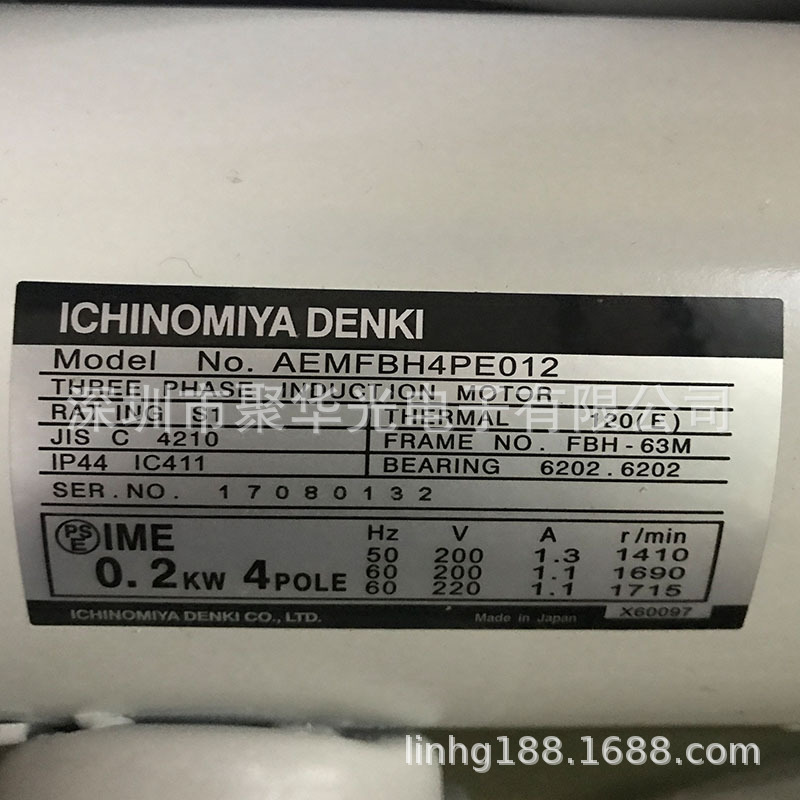 ICHINOMIYA DENKI
Model No. AEMFBH4PE012
THREE PHASE INDUCTION MOTOR
深圳市聚华光电子有限公司
RATING S1 THERMAL 120(E)
JIS C 4210 FRAME NO. FBH-63M
IP44 IC411 BEARING 6202.6202
SER.NO. 17080132
PSE IME Hz V A r/min
50 200 1.3 1410
0.2KW 4POLE 60 200 1.1 1690
60 220 1.1 1715
ICHINOMIYA DENKI CO., LTD. Made in Japan X60097
linhg188.1688.com